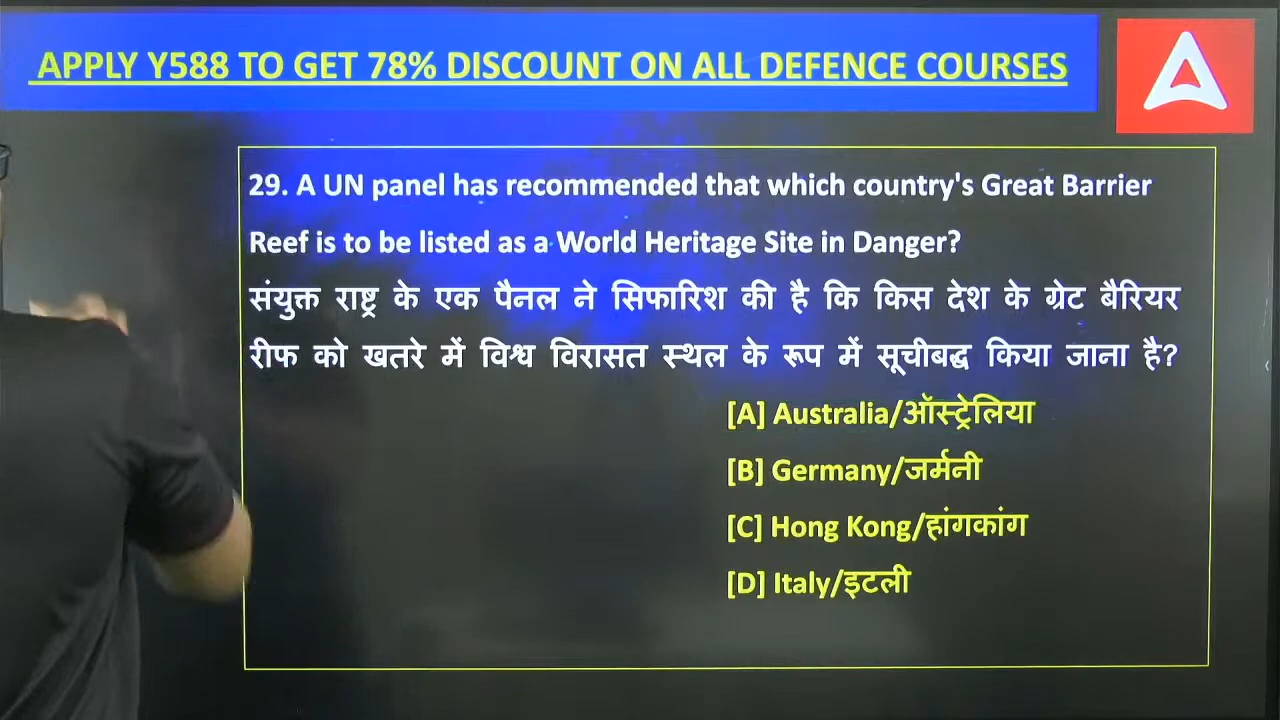 APPLY Y588 TO GET 78% DISCOUNT ON ALL DEFENCE COURSES
29. A UN panel has recommended that which country's Great Barrier
Reef is to be listed as a World Heritage Site in Danger?
संयुक्त राष्ट्र के एक पैनल ने सिफारिश की है कि किस देश के ग्रेट बैरियर
रीफ को खतरे में विश्व विरासत स्थल के रूप में सूचीबद्ध किया जाना है?
[A] Australia/ऑस्ट्रेलिया
[B] Germany/जर्मनी
[C] Hong Kong/हांगकांग
[D] Italy/इटली